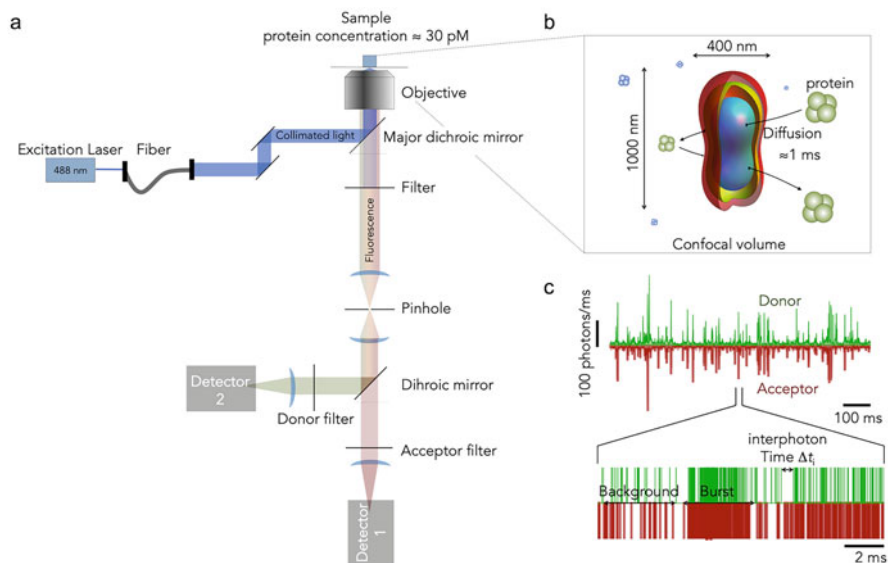 a
Sample
protein concentration ≈ 30 pM
Objective
Collimated light
Major dichroic mirror
Excitation Laser
Fiber
488 nm
Filter
Fluorescence
Pinhole
Detector
2
Dihroic mirror
Donor filter
Acceptor filter
Detector
1
b
400 nm
protein
1000 nm
Diffusion
≈1 ms
Confocal volume
c
100 photons/ms
Donor
Acceptor
100 ms
interphoton
Time Δti
Background
Burst
2 ms